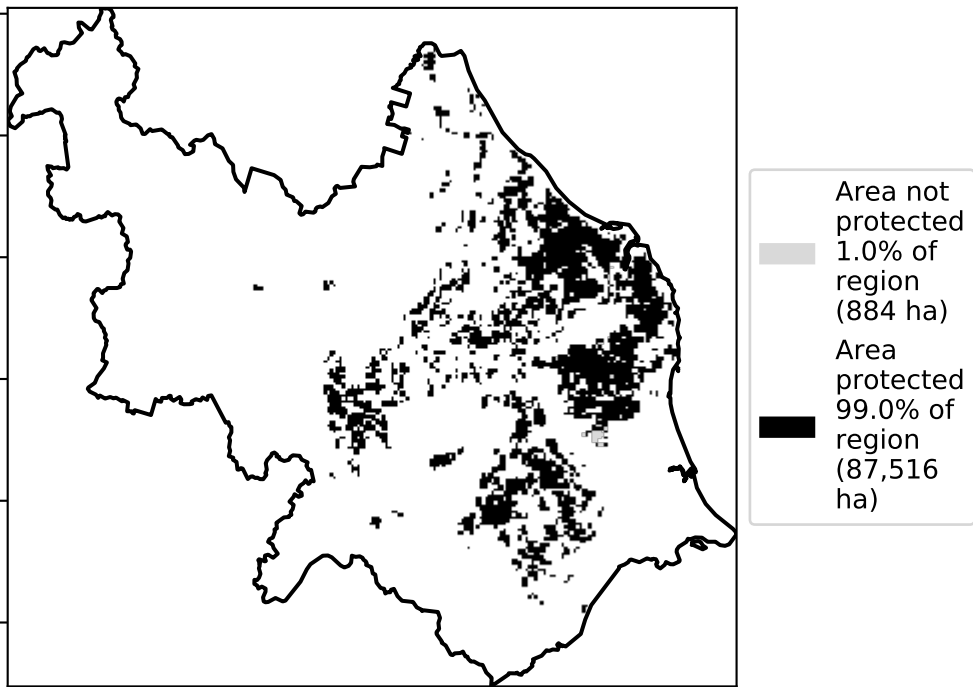 Area not
protected
1.0% of
region
(884 ha)
Area
protected
99.0% of
region
(87,516
ha)